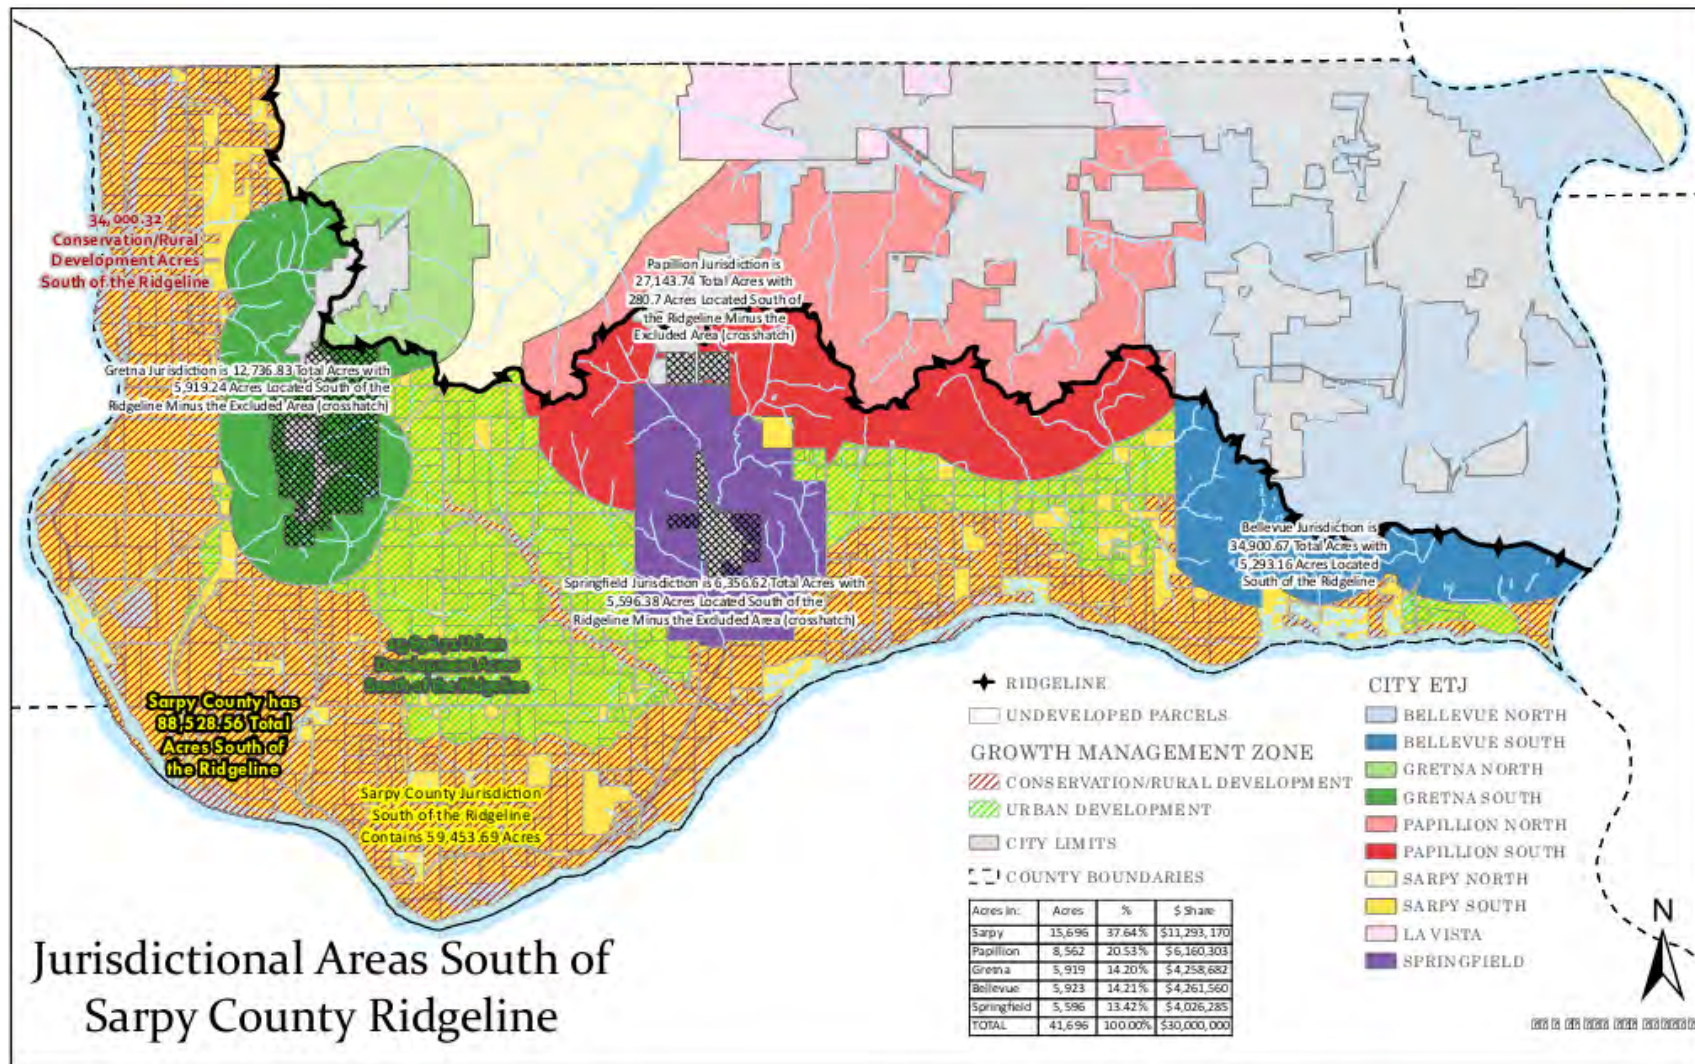 34,000.32
Conservation/Rural
Development Acres
South of the Ridgeline
Papillion Jurisdiction is
27,143.74 Total Acres with
280.7 Acres Located South of
the Ridgeline Minus the
Excluded Area (crosshatch)
Gretna Jurisdiction is 12,736.83 Total Acres with
5,919.24 Acres Located South of the
Ridgeline Minus the Excluded Area (crosshatch)
Bellevue Jurisdiction is
34,900.67 Total Acres with
5,293.16 Acres Located
South of the Ridgeline
Springfield Jurisdiction is 6,356.62 Total Acres with
5,596.38 Acres Located South of the
Ridgeline Minus the Excluded Area (crosshatch)
Urban
Development Acres
South of the Ridgeline
Sarpy County has
88,528.56 Total
Acres South of
the Ridgeline
Sarpy County Jurisdiction
South of the Ridgeline
Contains 59,453.69 Acres
RIDGELINE
UNDEVELOPED PARCELS
GROWTH MANAGEMENT ZONE
CONSERVATION/RURAL DEVELOPMENT
URBAN DEVELOPMENT
CITY LIMITS
COUNTY BOUNDARIES
CITY ETJ
BELLEVUE NORTH
BELLEVUE SOUTH
GRETNA NORTH
GRETNA SOUTH
PAPILLION NORTH
PAPILLION SOUTH
SARPY NORTH
SARPY SOUTH
LA VISTA
SPRINGFIELD
Acres in: Acres % $ Share
Sarpy 15,696 37.64% $11,293,170
Papillion 8,562 20.53% $6,160,303
Gretna 5,919 14.20% $4,258,682
Bellevue 5,923 14.21% $4,261,560
Springfield 5,596 13.42% $4,026,285
TOTAL 41,696 100.00% $30,000,000
N
Jurisdictional Areas South of
Sarpy County Ridgeline